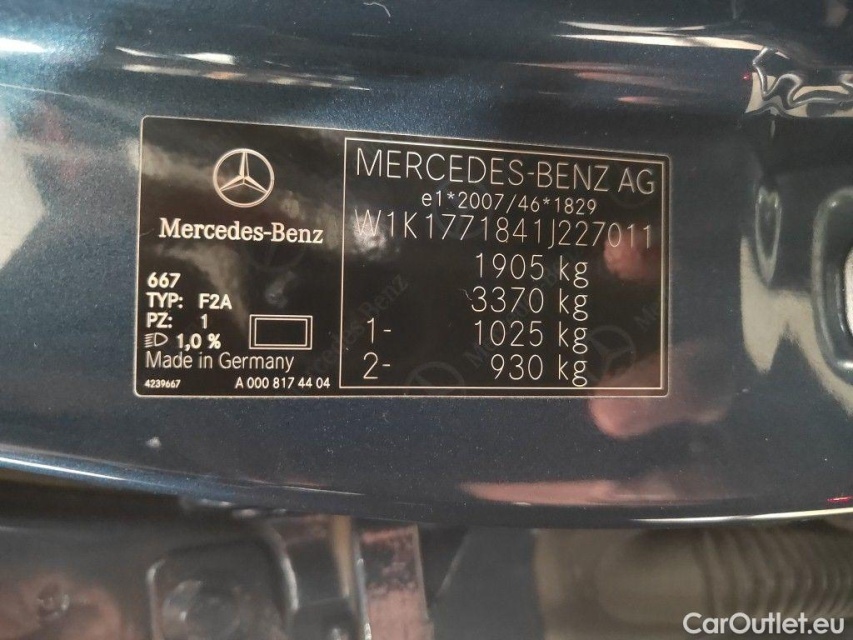 Mercedes-Benz
667
TYP: F2A
PZ: 1
1,0 %
Made in Germany
4239667 A 000 817 44 04
MERCEDES-BENZ AG
e1*2007/46*1829
W1K1771841J227011
1905 kg
3370 kg
1- 1025 kg
2- 930 kg
CarOutlet.eu